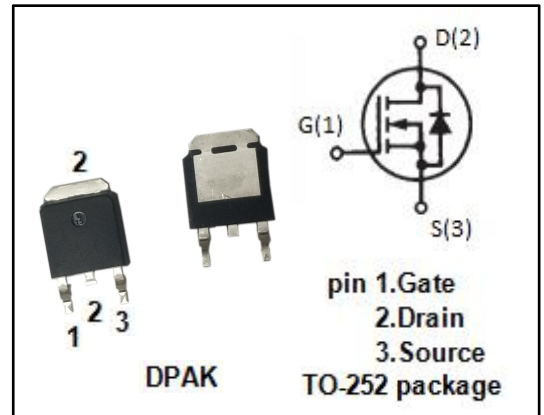 D(2)
G(1)
S(3)
2
1 2 3
DPAK
pin 1.Gate
2.Drain
3.Source
TO-252 package